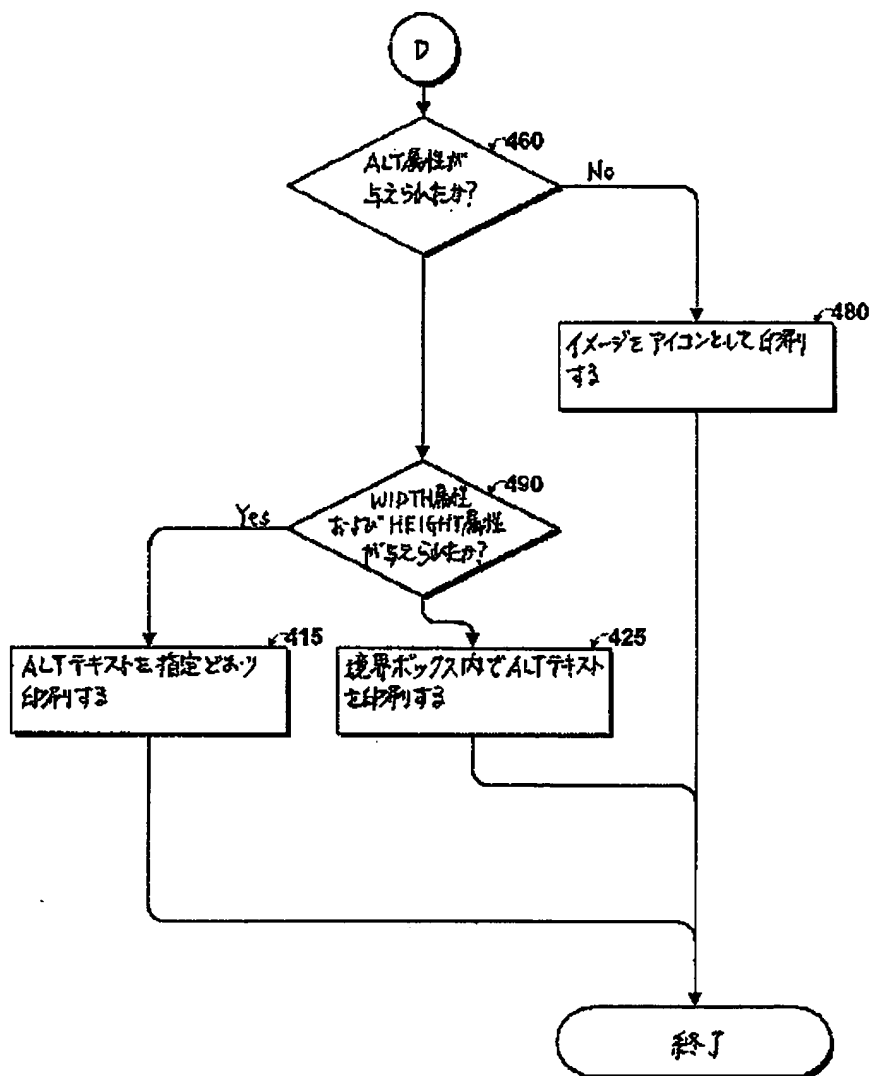 D
460
ALT属性が
与えられたか?
No
480
イメージをアイコンとして印刷
する
490
WIDTH属性
およびHEIGHT属性
が与えられたか?
Yes
415
ALTテキストを指定どおり
印刷する
425
境界ボックス内でALTテキスト
を印刷する
終了